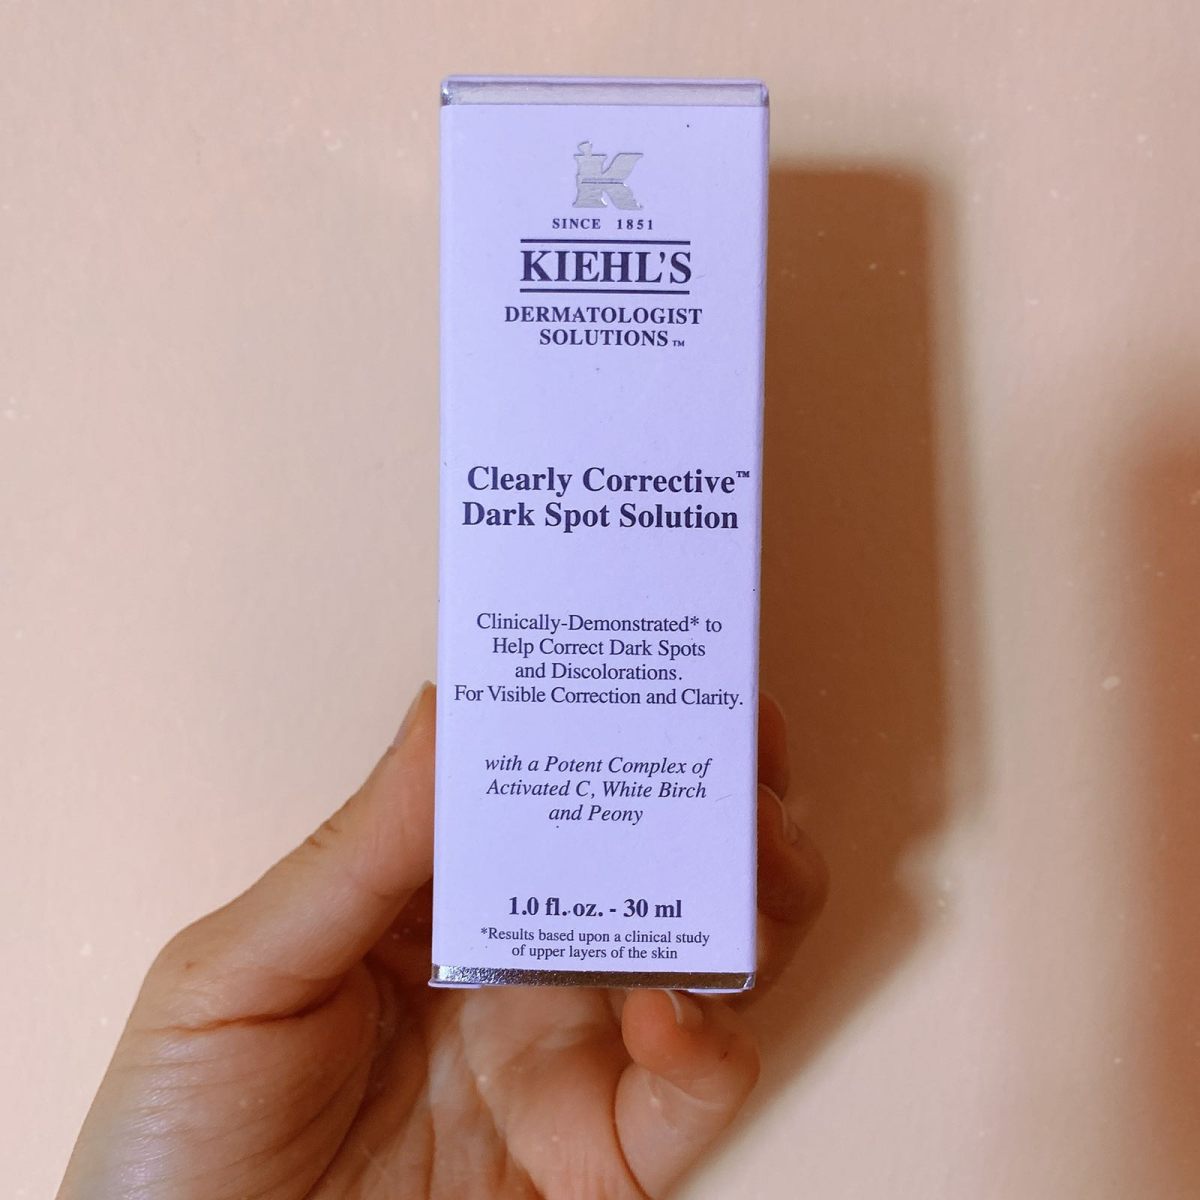 K
SINCE 1851
KIEHL'S
DERMATOLOGIST
SOLUTIONS™
Clearly Corrective™
Dark Spot Solution
Clinically-Demonstrated* to
Help Correct Dark Spots
and Discolorations.
For Visible Correction and Clarity.
with a Potent Complex of
Activated C, White Birch
and Peony
1.0 fl. oz. - 30 ml
*Results based upon a clinical study
of upper layers of the skin